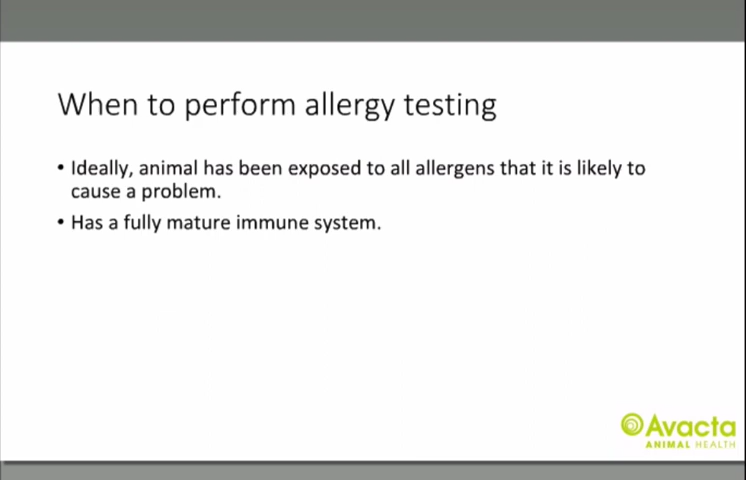 When to perform allergy testing
• Ideally, animal has been exposed to all allergens that it is likely to
cause a problem.
• Has a fully mature immune system.
Avacta
ANIMAL HEALTH